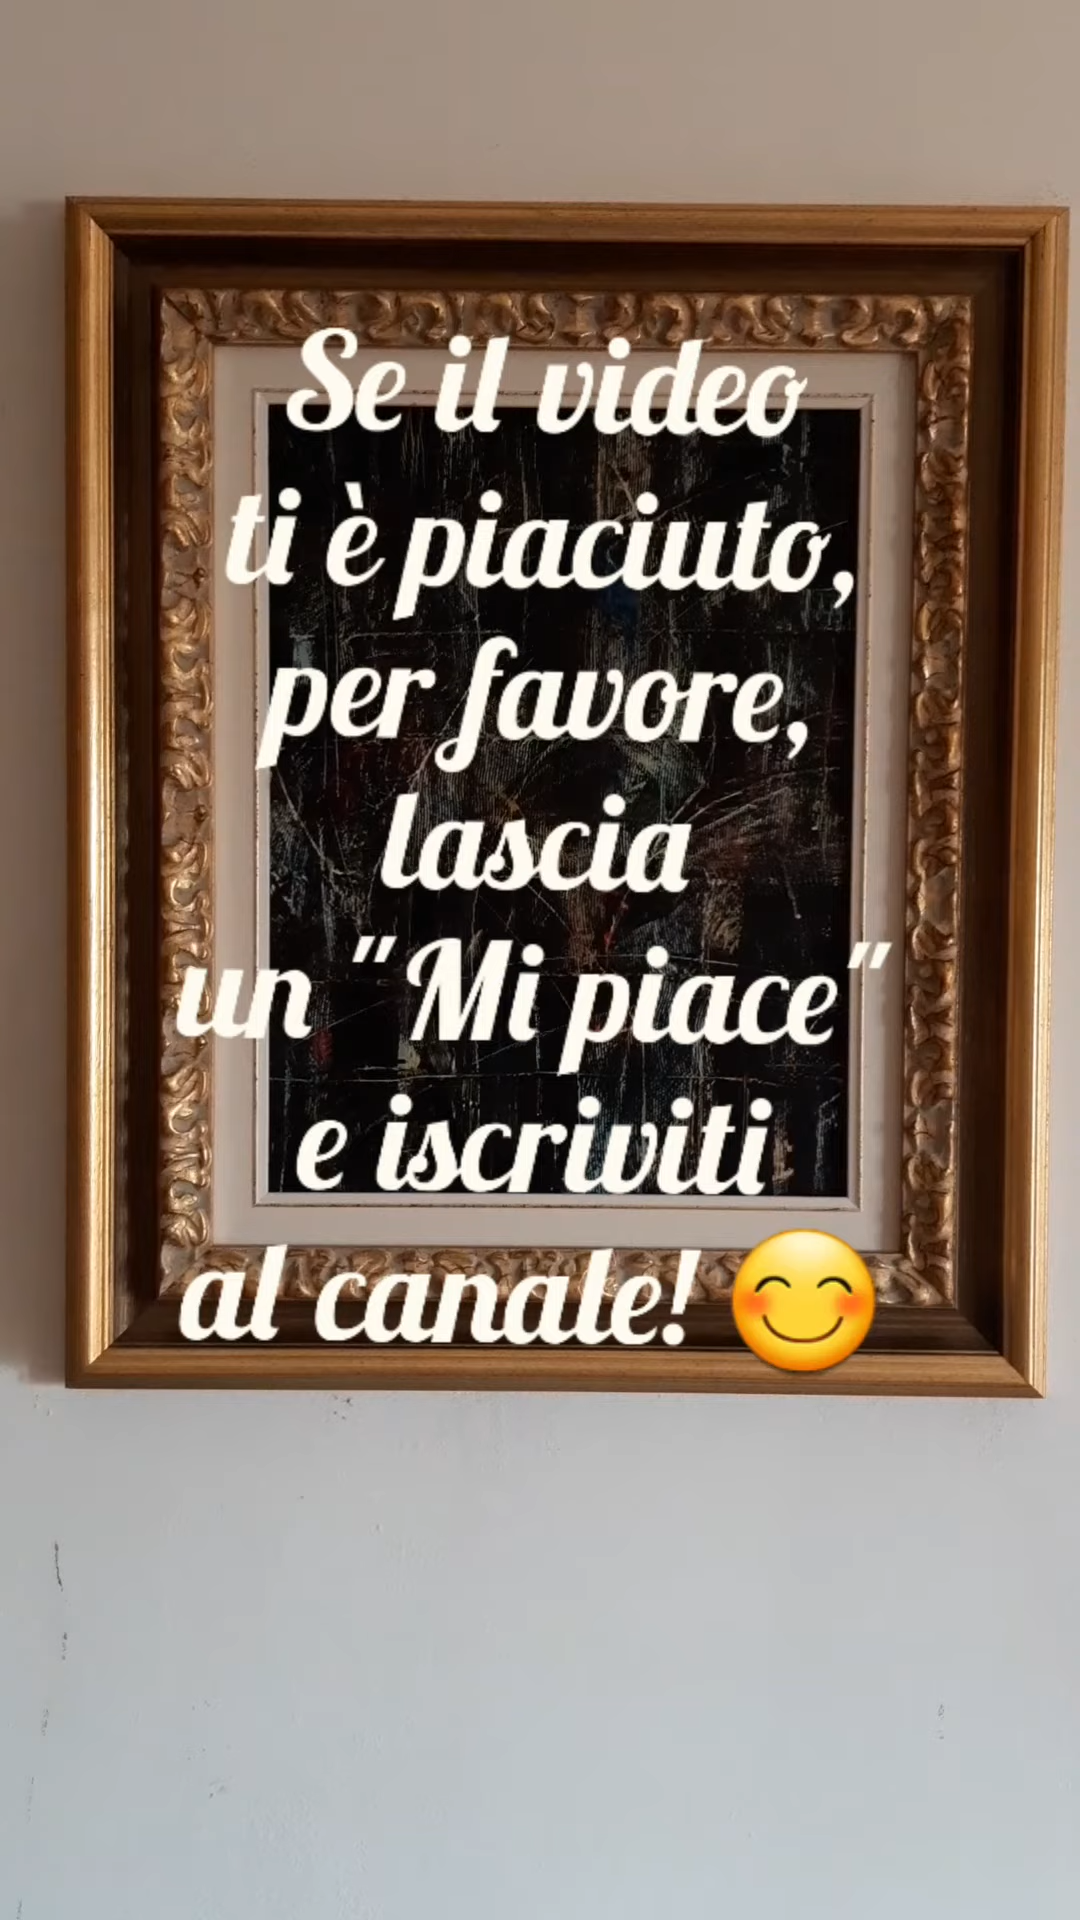 Se il video
ti è piaciuto,
per favore,
lascia
un "Mi piace"
e iscriviti
al canale! 😊